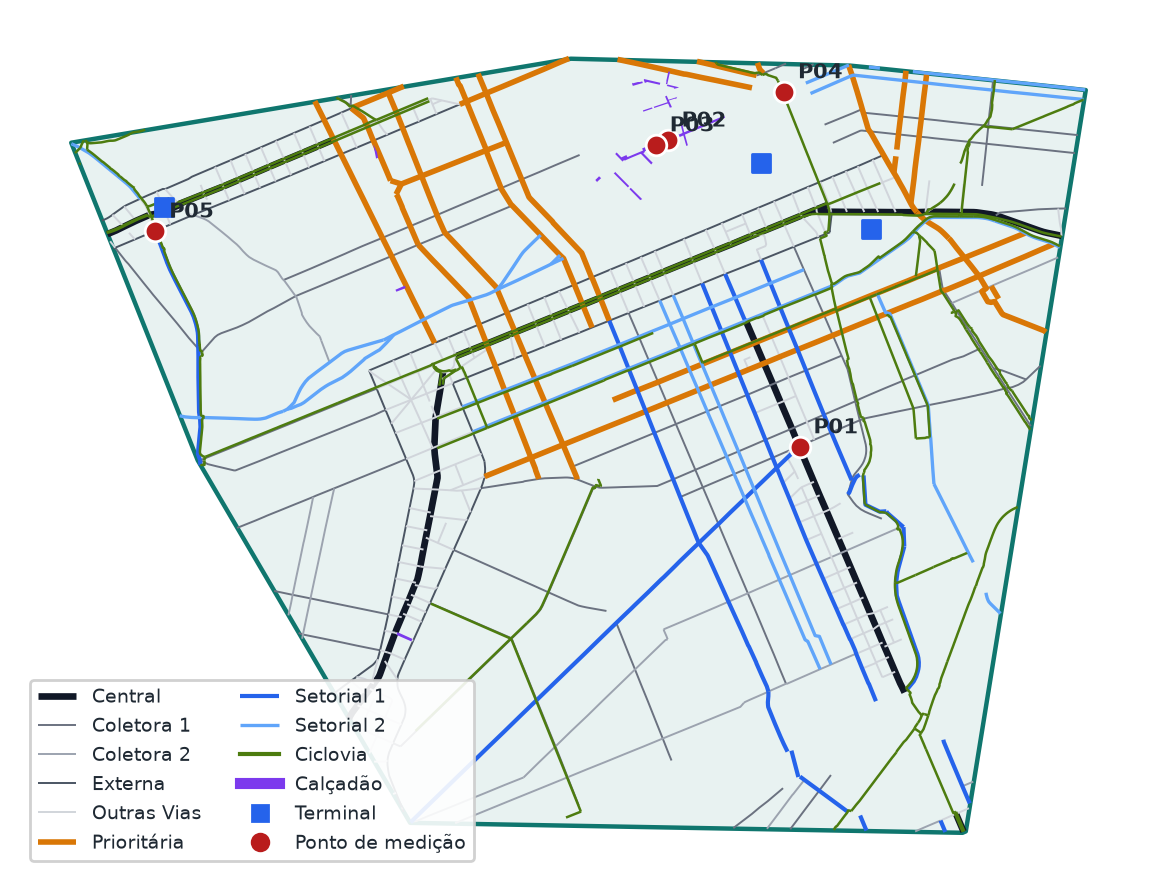 P04
P02
P03
P05
P01
Central
Coletora 1
Coletora 2
Externa
Outras Vias
Prioritária
Setorial 1
Setorial 2
Ciclovia
Calçadão
Terminal
Ponto de medição